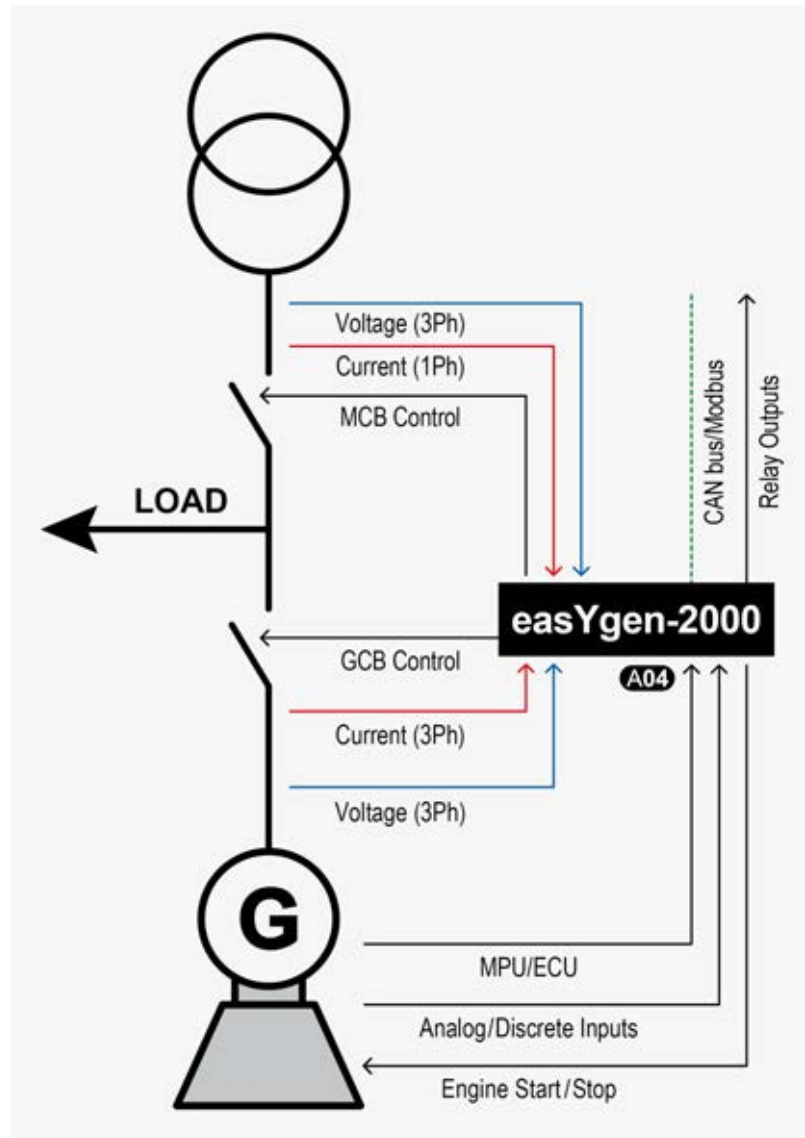 Voltage (3Ph)
Current (1Ph)
MCB Control
CAN bus/Modbus
Relay Outputs
LOAD
easYgen-2000
GCB Control
A04
Current (3Ph)
Voltage (3Ph)
G
MPU/ECU
Analog/Discrete Inputs
Engine Start/Stop